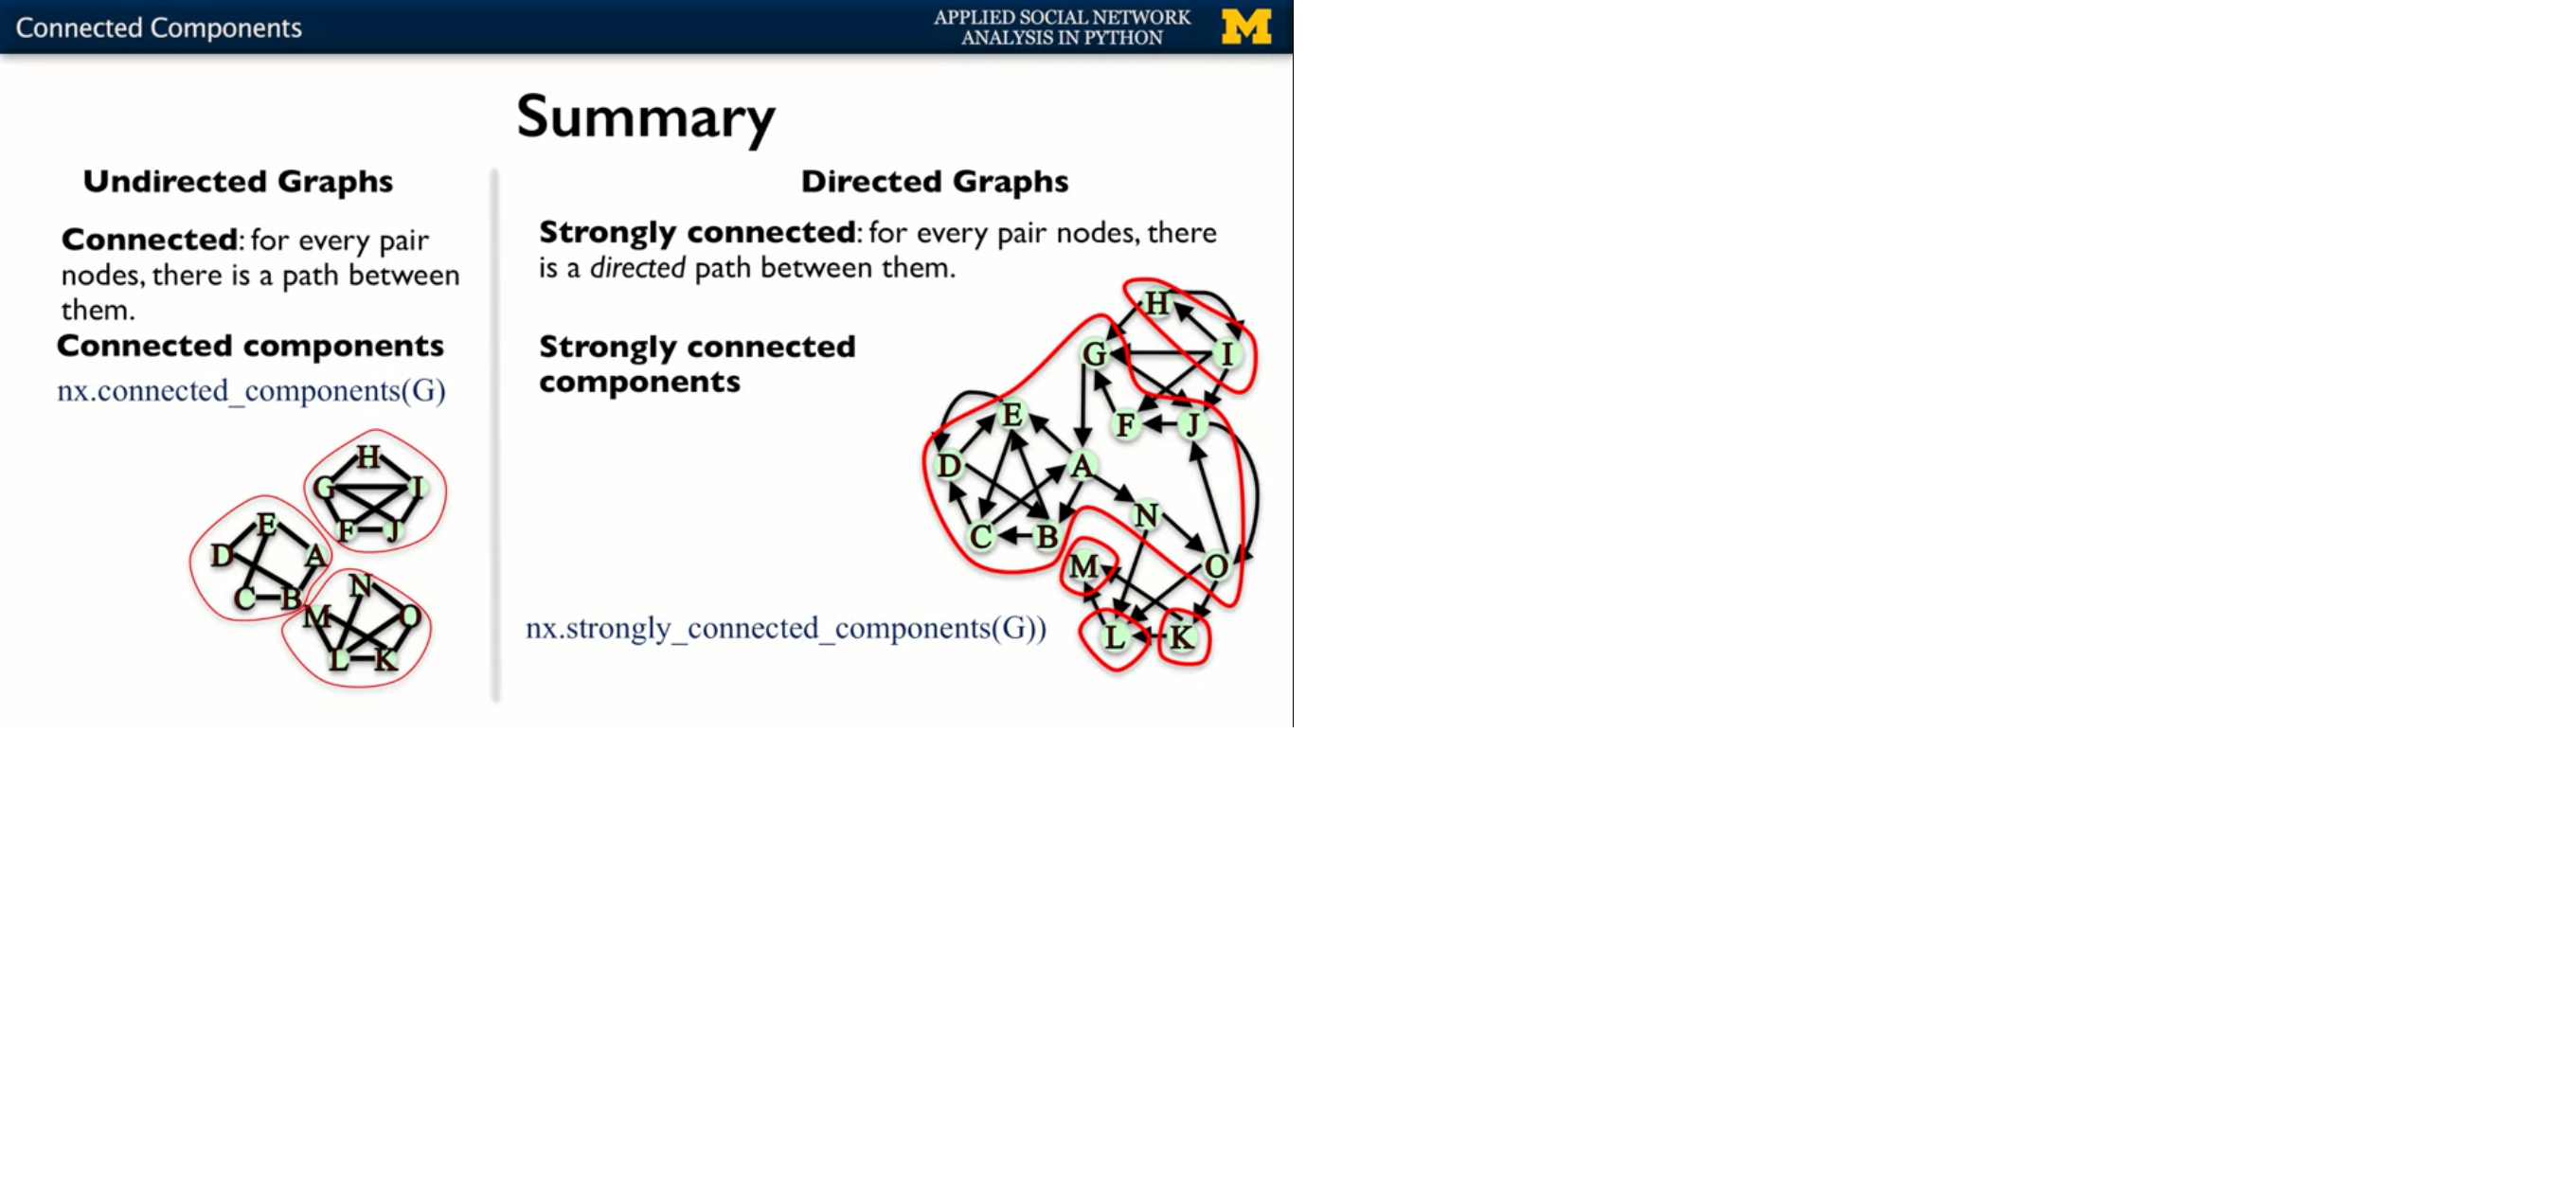 Connected Components
APPLIED SOCIAL NETWORK
ANALYSIS IN PYTHON
M
Summary
Undirected Graphs
Connected: for every pair
nodes, there is a path between
them.
Connected components
nx.connected_components(G)
H
G I
F J
E
D A
C B
N
M O
L K
Directed Graphs
Strongly connected: for every pair nodes, there
is a directed path between them.
Strongly connected
components
H
G I
E F J
D A
N
C B
M O
L K
nx.strongly_connected_components(G))